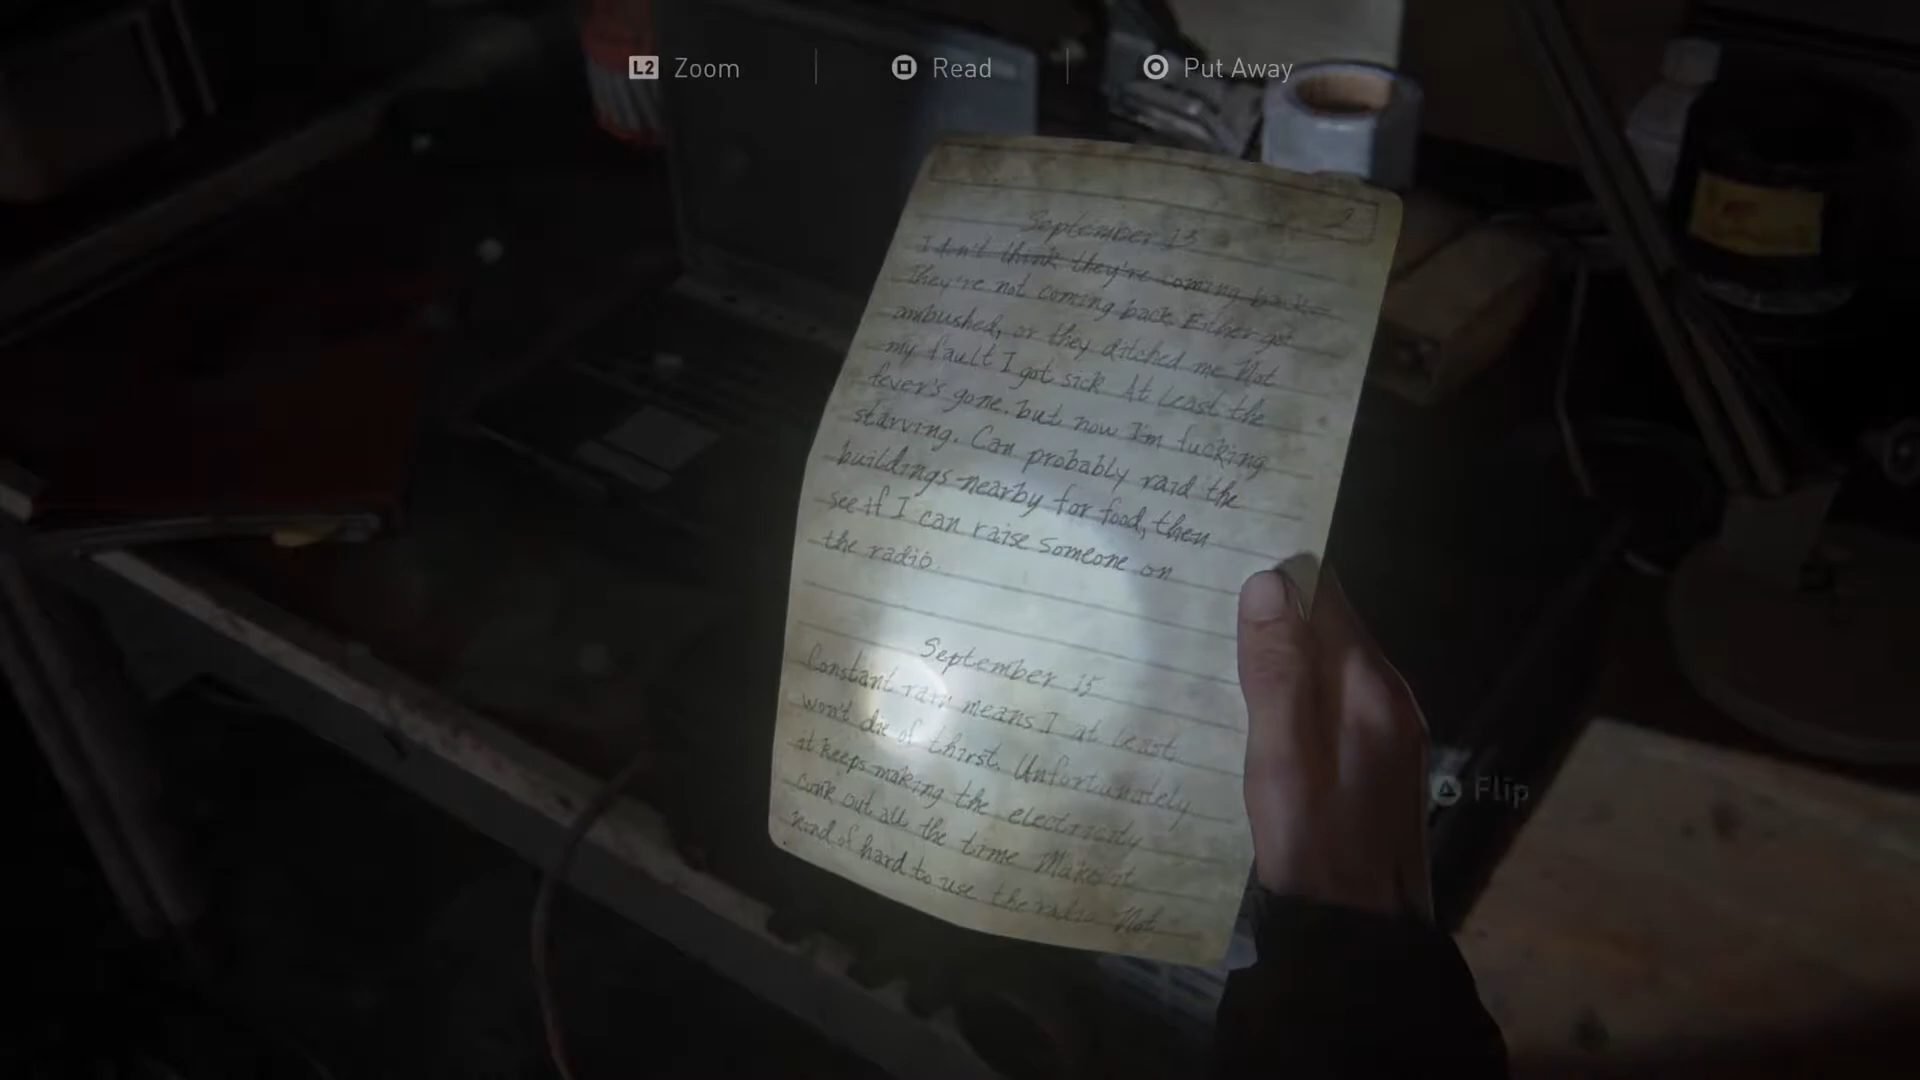 L2 Zoom
Read
Put Away
2
September 13
I don't think they're coming back.
They're not coming back. Either got
ambushed, or they ditched me. Not
my fault I got sick. At least the
fever's gone, but now I'm fucking
starving. Can probably raid the
buildings nearby for food, then
see if I can raise someone on
the radio.
September 15
Constant rain means I at least
won't die of thirst. Unfortunately
it keeps making the electricity
conk out all the time. Makes it
kind of hard to use the radio. Not
Flip